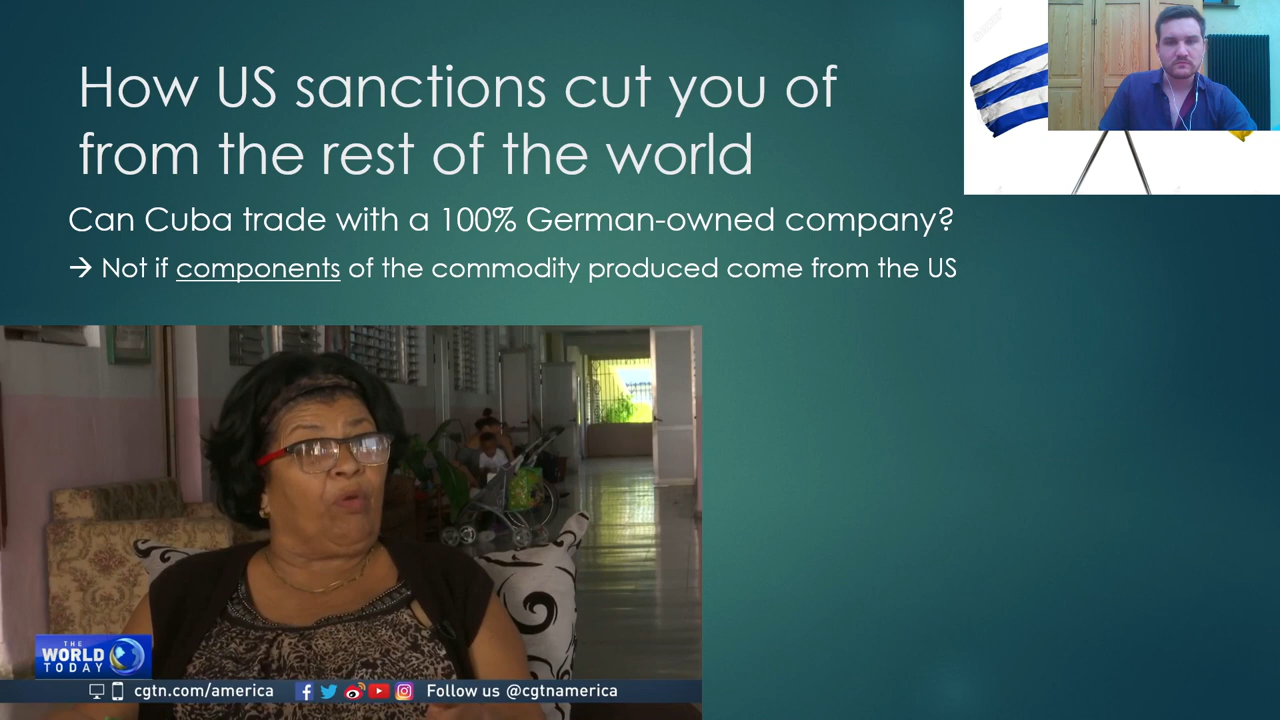 How US sanctions cut you of
from the rest of the world
Can Cuba trade with a 100% German-owned company?
→ Not if components of the commodity produced come from the US
THE
WORLD
TODAY
cgtn.com/america
Follow us @cgtnamerica